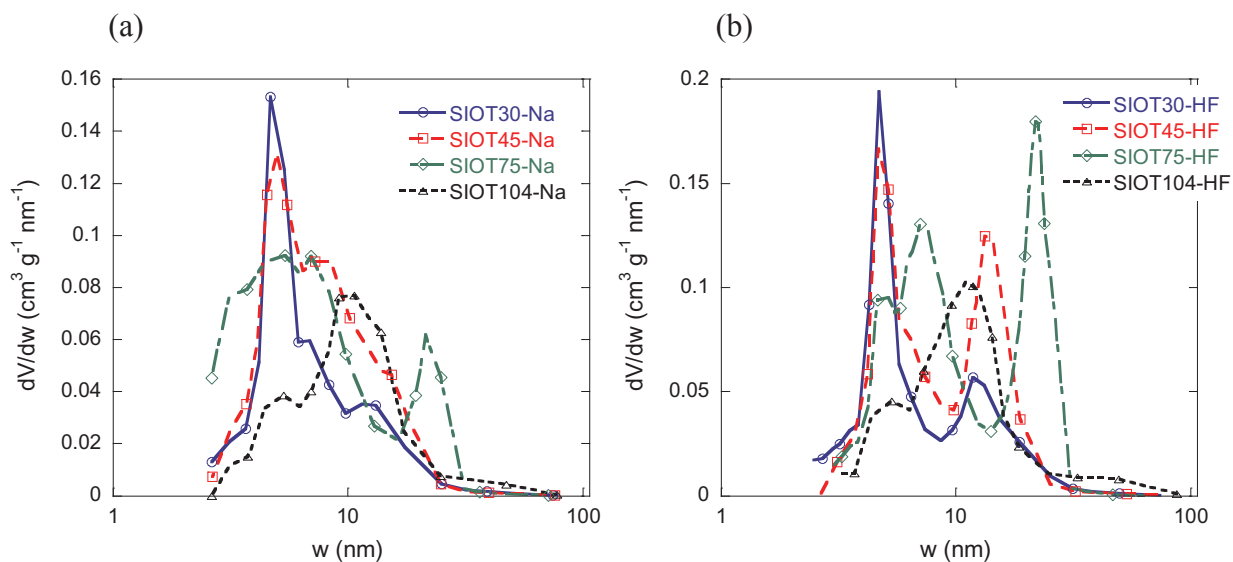 (a)
(b)
0.16
0.14
0.12
0.1
0.08
0.06
0.04
0.02
0
dV/dw (cm³ g⁻¹ nm⁻¹)
SIOT30-Na
SIOT45-Na
SIOT75-Na
SIOT104-Na
1
10
100
w (nm)
0.2
0.15
0.1
0.05
0
dV/dw (cm³ g⁻¹ nm⁻¹)
SIOT30-HF
SIOT45-HF
SIOT75-HF
SIOT104-HF
1
10
100
w (nm)